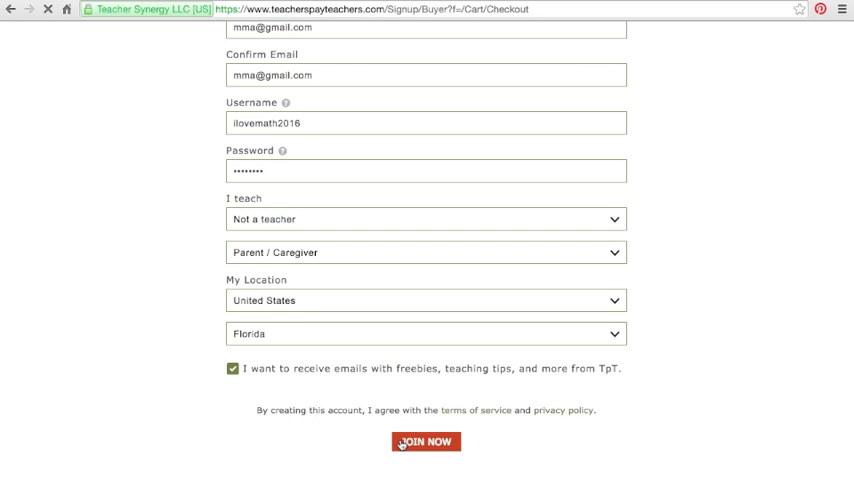 Teacher Synergy LLC [US] https://www.teacherspayteachers.com/Signup/Buyer?f=/Cart/Checkout
mma@gmail.com
Confirm Email
mma@gmail.com
Username ?
ilovemath2016
Password ?
••••••••
I teach
Not a teacher
Parent / Caregiver
My Location
United States
Florida
I want to receive emails with freebies, teaching tips, and more from TpT.
By creating this account, I agree with the terms of service and privacy policy.
JOIN NOW